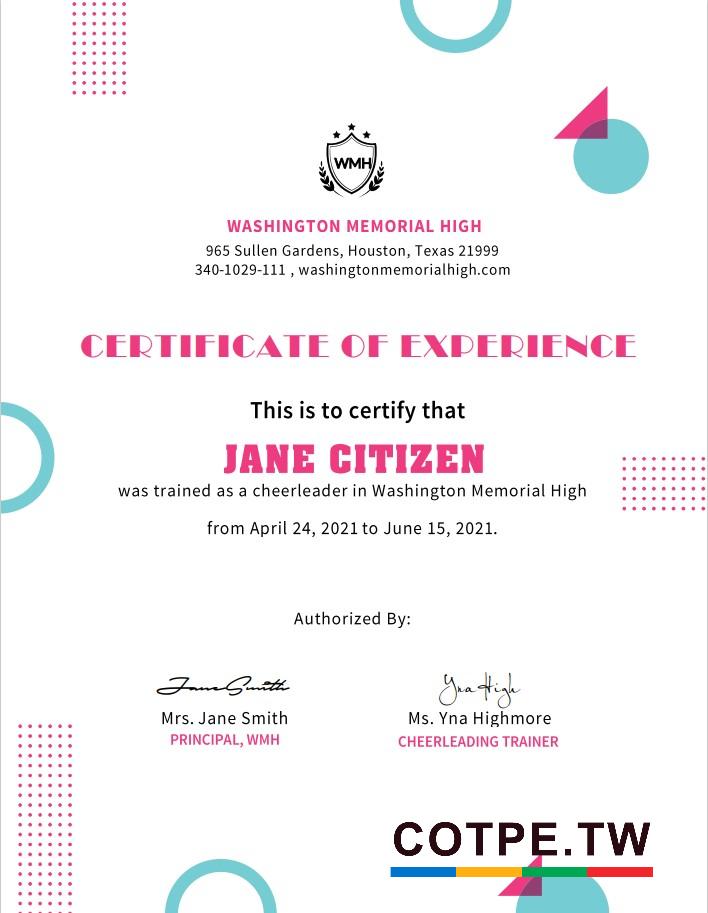 WMH
WASHINGTON MEMORIAL HIGH
965 Sullen Gardens, Houston, Texas 21999
340-1029-111 , washingtonmemorialhigh.com
CERTIFICATE OF EXPERIENCE
This is to certify that
JANE CITIZEN
was trained as a cheerleader in Washington Memorial High
from April 24, 2021 to June 15, 2021.
Authorized By:
Jane Smith
Yna High
Mrs. Jane Smith
Ms. Yna Highmore
PRINCIPAL, WMH
CHEERLEADING TRAINER
COTPE.TW